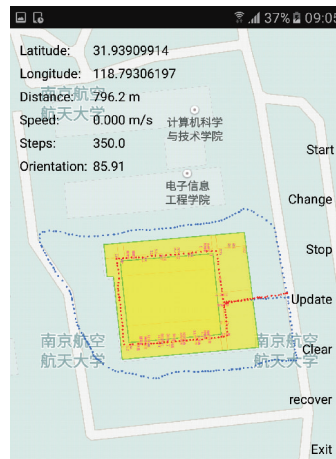 37% 09:05
Latitude: 31.93909914
Longitude: 118.79306197
Distance: 796.2 m
南京航空
航天大学
Speed: 0.000 m/s
Steps: 350.0
Orientation: 85.91
计算机科学
与技术学院
Start
电子信息
工程学院
Change
Stop
Update
南京航空
航天大学
南京航空
航天大学
Clear
recover
Exit